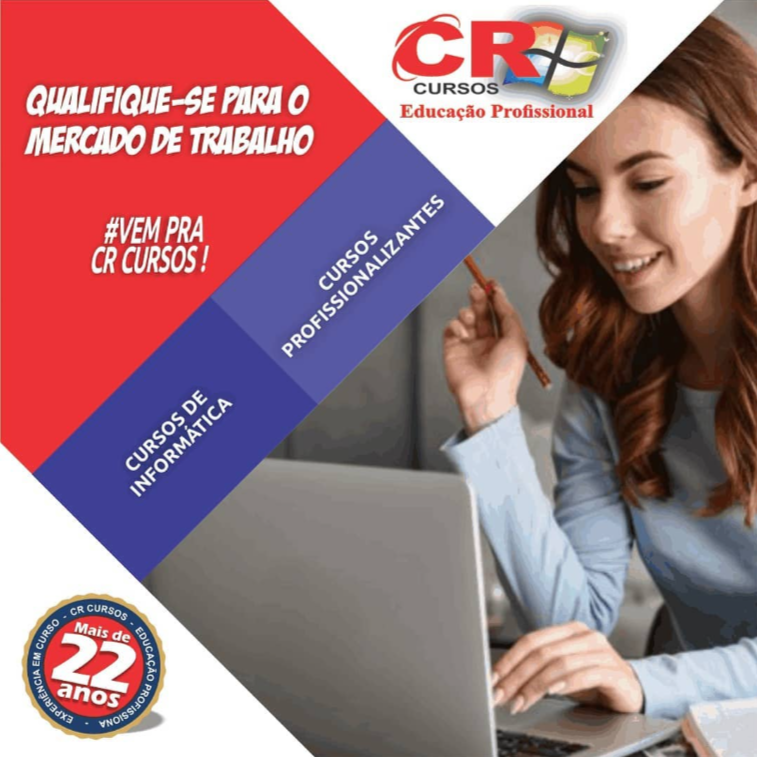 CR
CURSOS
Educação Profissional
QUALIFIQUE-SE PARA O
MERCADO DE TRABALHO
#VEM PRA
CR CURSOS !
CURSOS
PROFISSIONALIZANTES
CURSOS DE
INFORMÁTICA
EXPERIÊNCIA EM CURSO - CR CURSOS - EDUCAÇÃO PROFISSIONA -
Mais de
22
anos